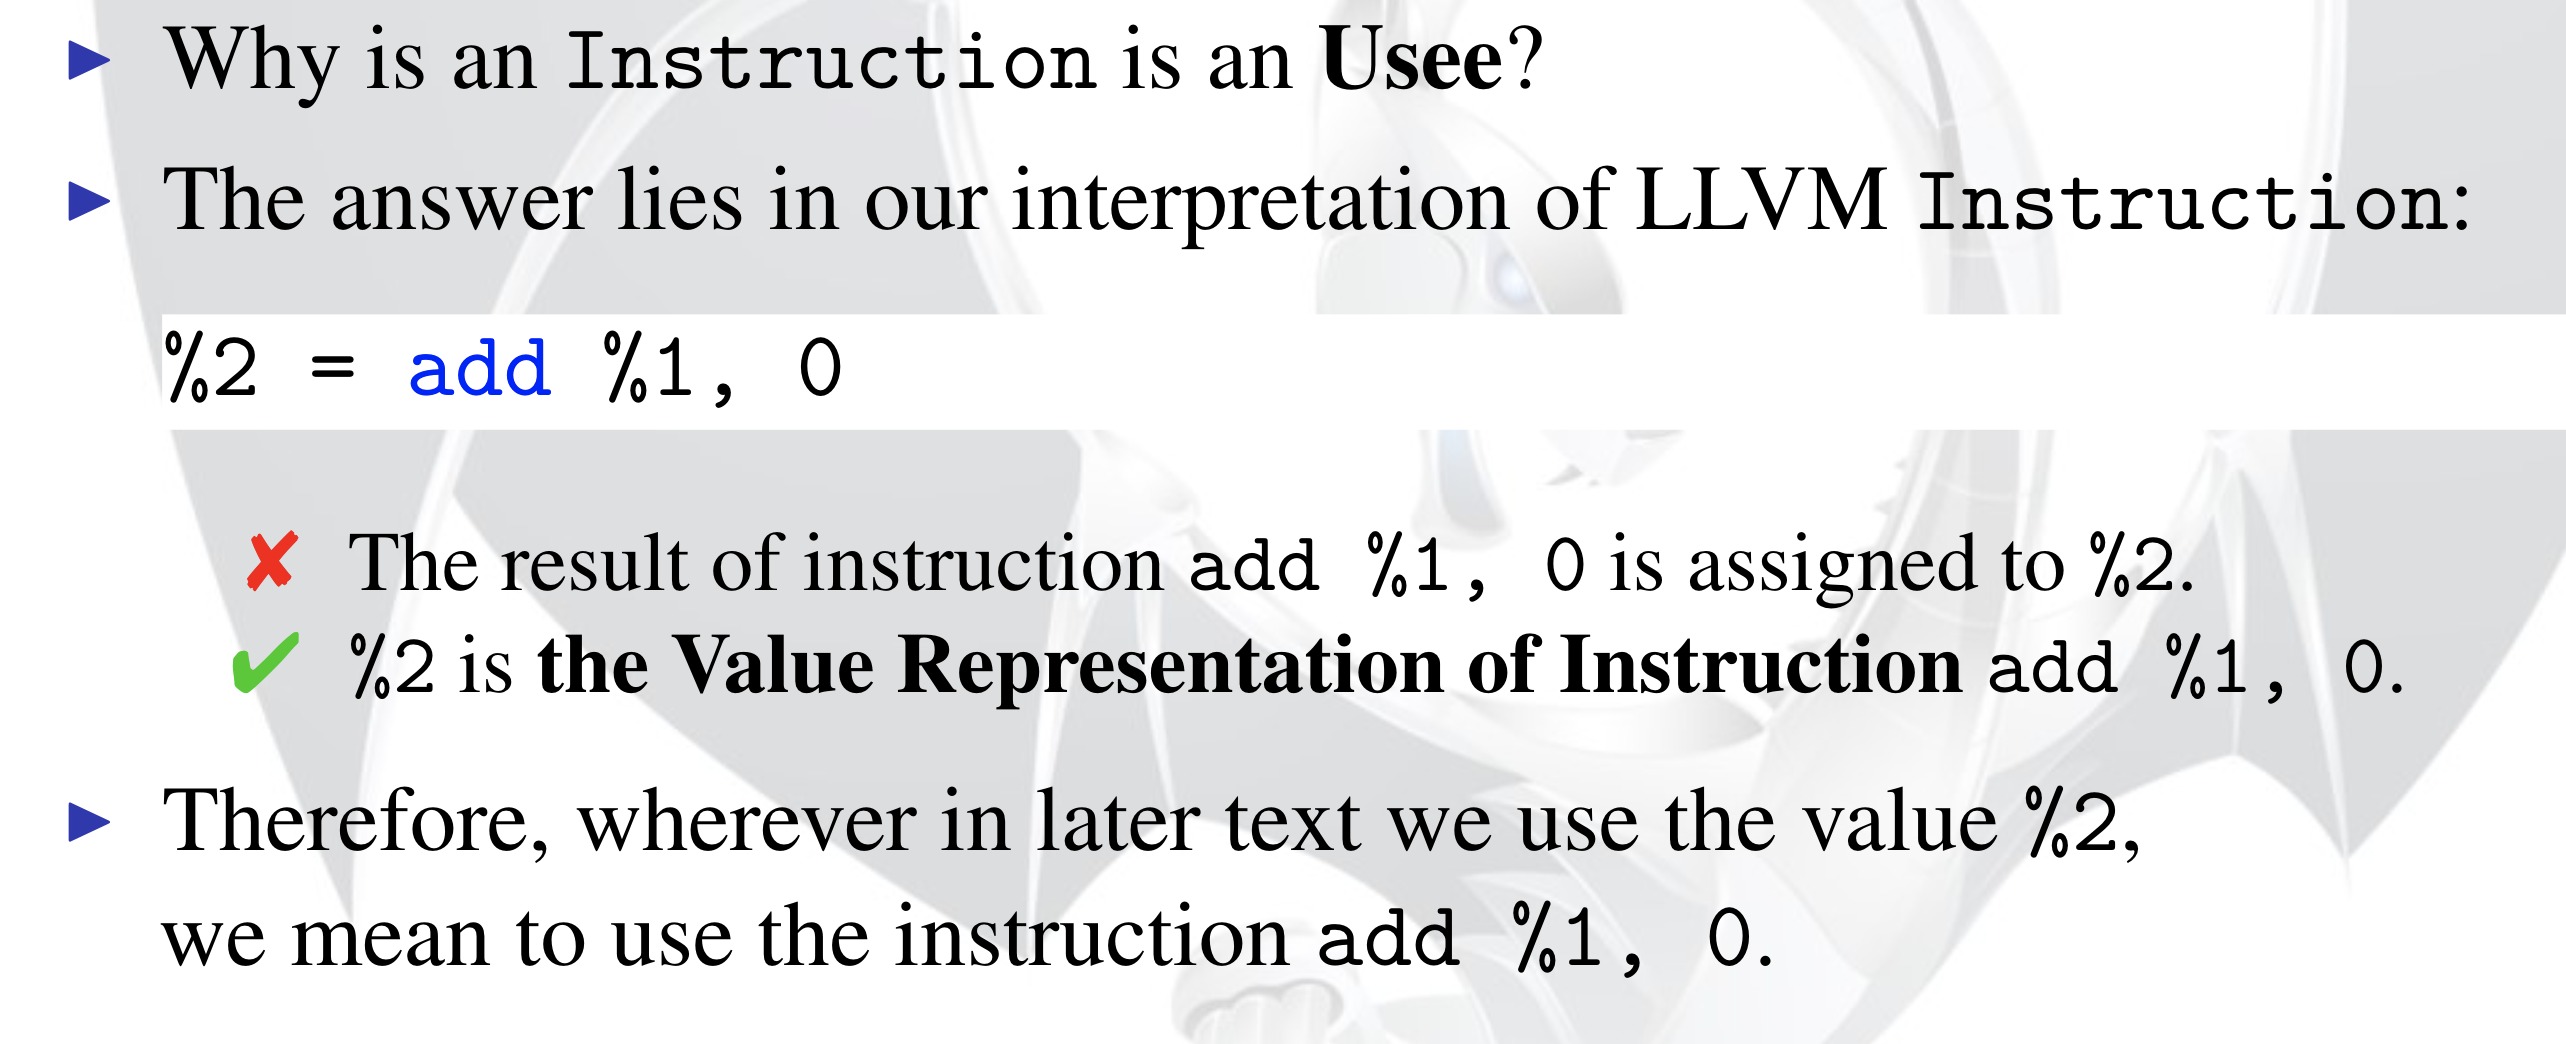 Why is an Instruction is an Usee?
The answer lies in our interpretation of LLVM Instruction:
%2 = add %1, 0
✘ The result of instruction add %1, 0 is assigned to %2.
✔ %2 is the Value Representation of Instruction add %1, 0.
Therefore, wherever in later text we use the value %2,
we mean to use the instruction add %1, 0.